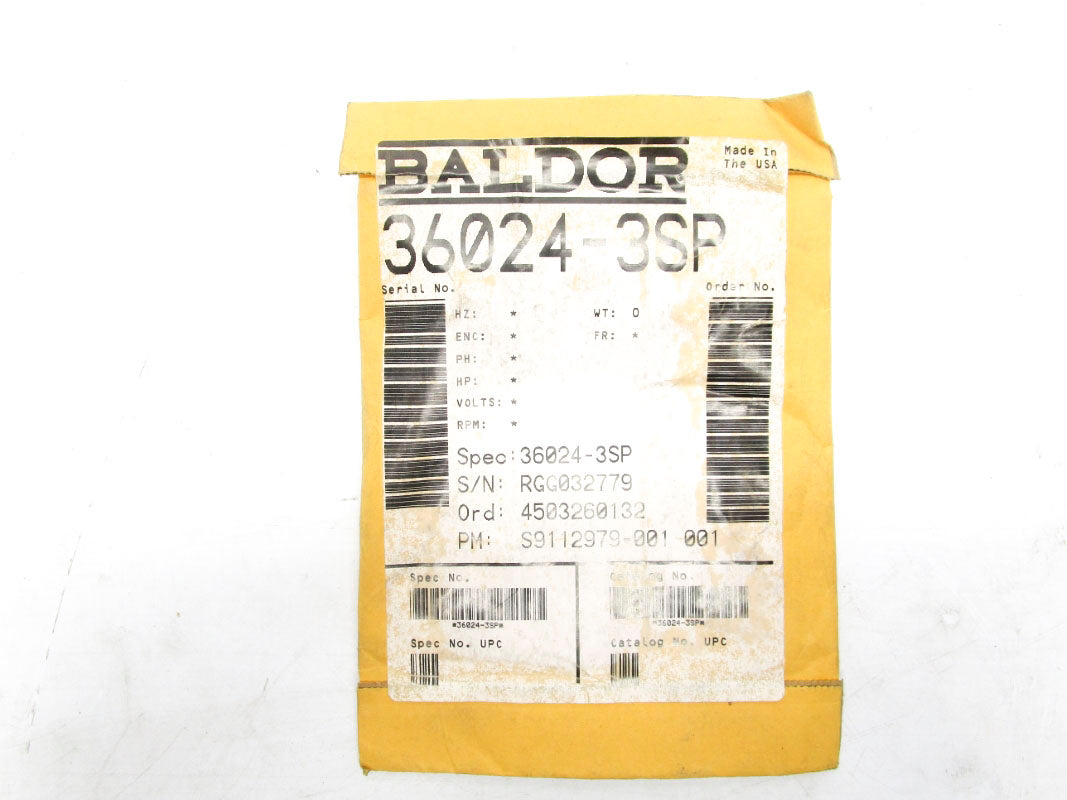 BALDOR
Made In
The USA
36024-3SP
Serial No.
Order No.
HZ: *
WT: 0
ENC: *
FR: *
PH: *
HP: *
VOLTS: *
RPM: *
Spec: 36024-3SP
S/N: RGG032779
Ord: 4503260132
PM: S9112979-001 001
Spec No.
Catalog No.
*36024-3SP*
*36024-3SP*
Spec No. UPC
Catalog No. UPC